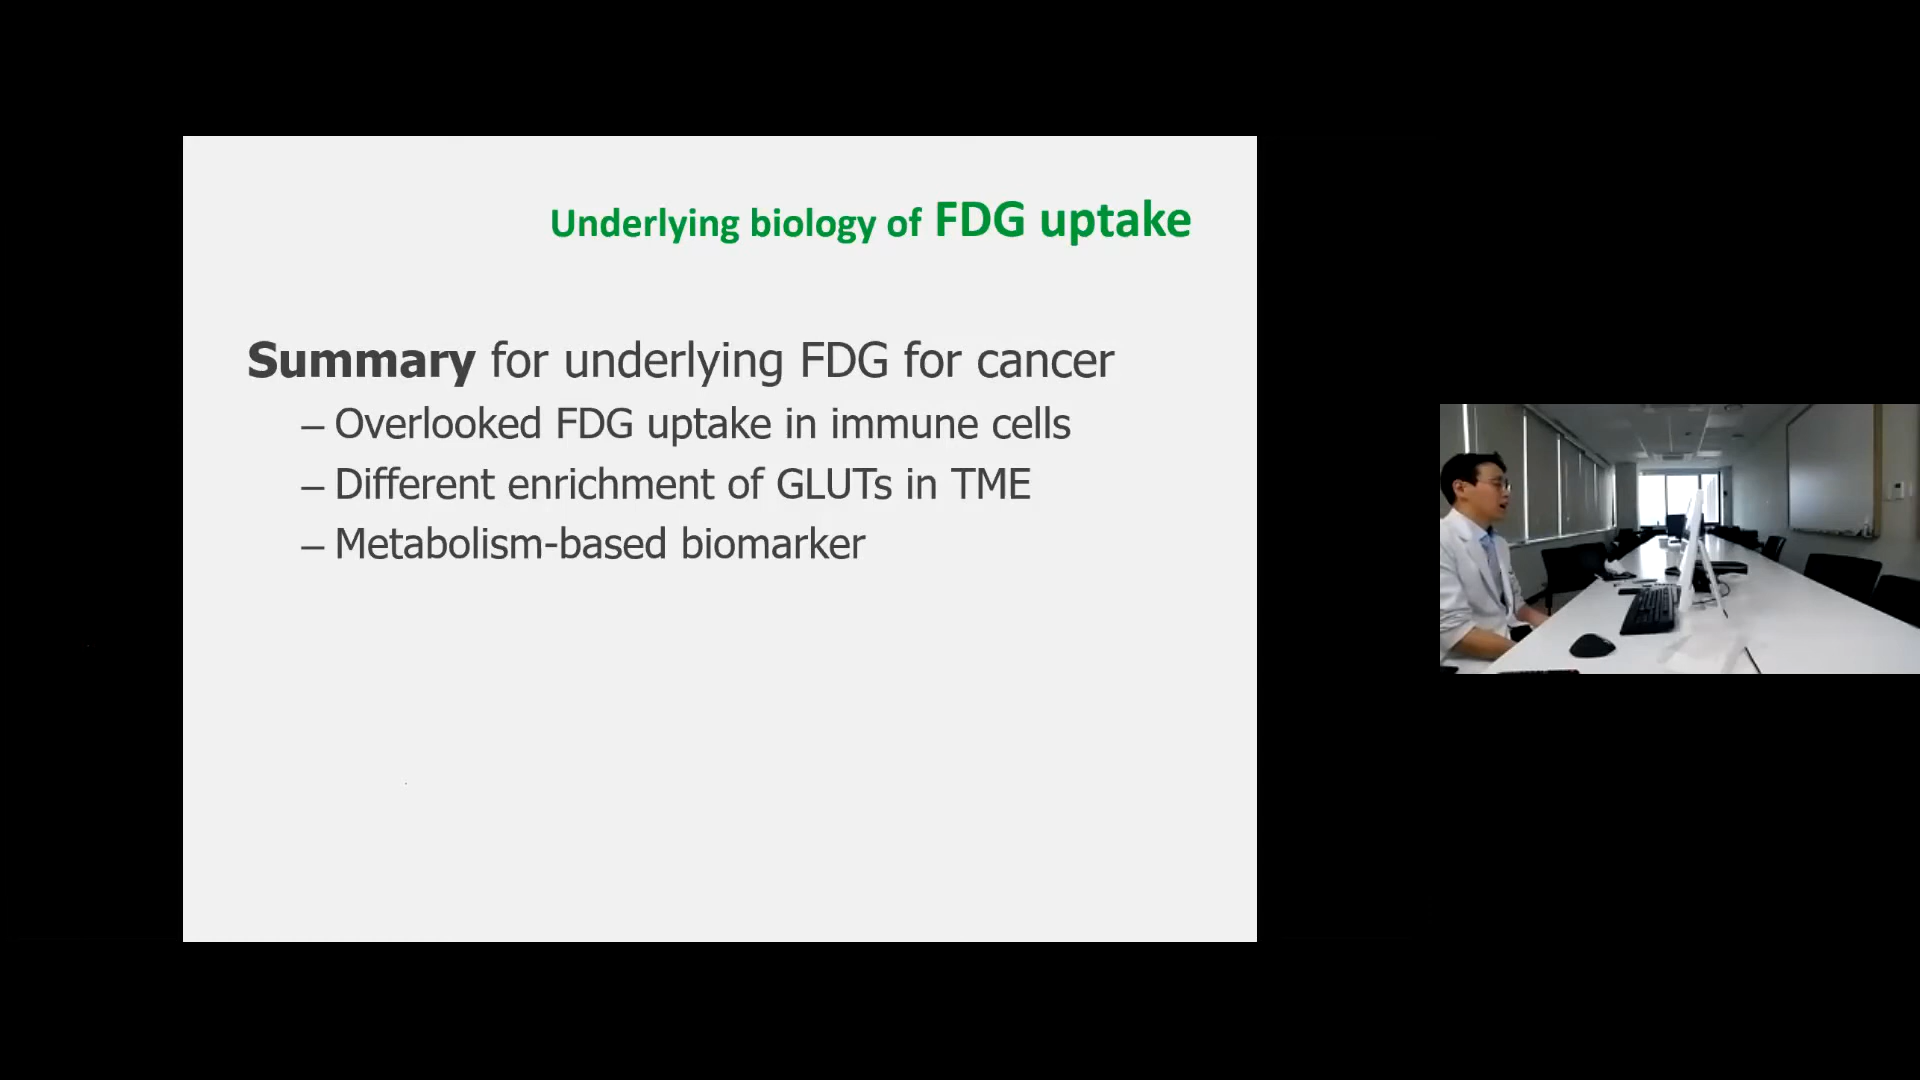 Underlying biology of FDG uptake
Summary for underlying FDG for cancer
– Overlooked FDG uptake in immune cells
– Different enrichment of GLUTs in TME
– Metabolism-based biomarker